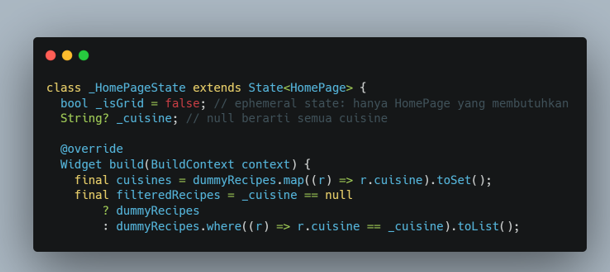 class _HomePageState extends State<HomePage> {
bool _isGrid = false; // ephemeral state: hanya HomePage yang membutuhkan
String? _cuisine; // null berarti semua cuisine
@override
Widget build(BuildContext context) {
final cuisines = dummyRecipes.map((r) => r.cuisine).toSet();
final filteredRecipes = _cuisine == null
? dummyRecipes
: dummyRecipes.where((r) => r.cuisine == _cuisine).toList();